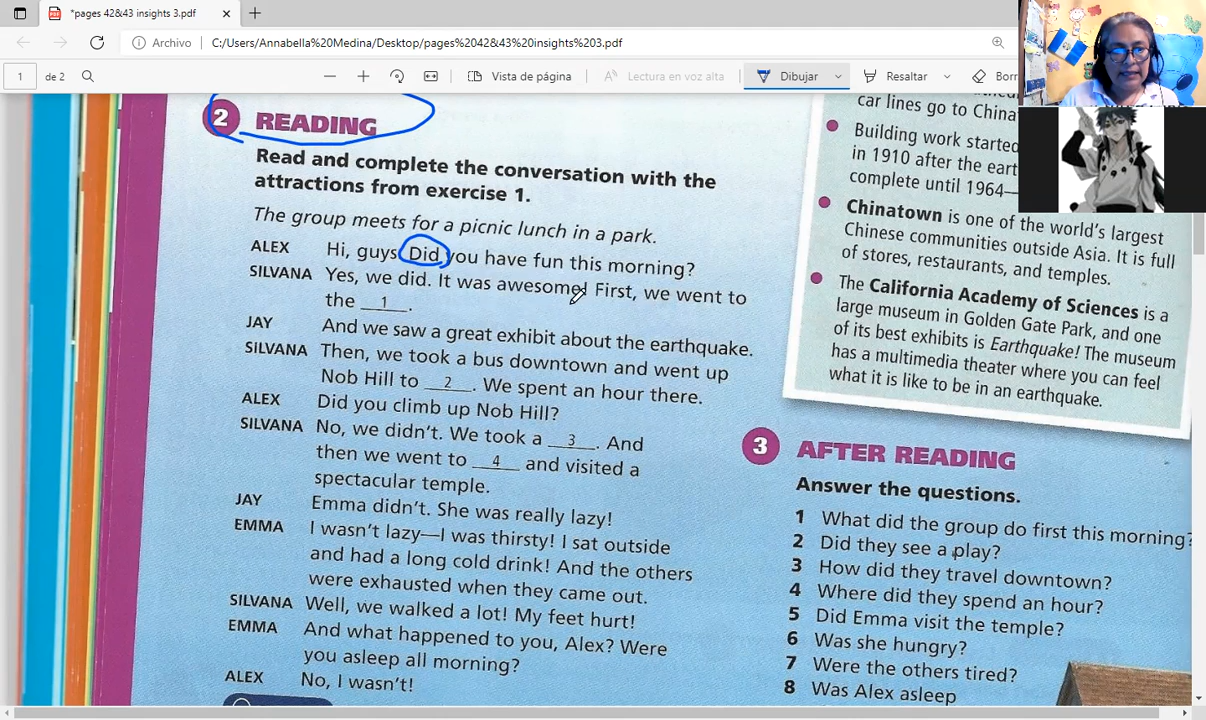 *pages 42&43 insights 3.pdf
Archivo
C:/Users/Annabella%20Medina/Desktop/pages%2042&43%20insights%203.pdf
1
de 2
Vista de página
Lectura en voz alta
Dibujar
Resaltar
Borr
2 READING
Read and complete the conversation with the
attractions from exercise 1.
The group meets for a picnic lunch in a park.
ALEX Hi, guys Did you have fun this morning?
SILVANA Yes, we did. It was awesome! First, we went to
the 1.
JAY And we saw a great exhibit about the earthquake.
SILVANA Then, we took a bus downtown and went up
Nob Hill to 2. We spent an hour there.
ALEX Did you climb up Nob Hill?
SILVANA No, we didn't. We took a 3. And
then we went to 4 and visited a
spectacular temple.
JAY Emma didn't. She was really lazy!
EMMA I wasn't lazy—I was thirsty! I sat outside
and had a long cold drink! And the others
were exhausted when they came out.
SILVANA Well, we walked a lot! My feet hurt!
EMMA And what happened to you, Alex? Were
you asleep all morning?
ALEX No, I wasn't!
car lines go to China
Building work started
in 1910 after the eart
complete until 1964—
Chinatown is one of the world's largest
Chinese communities outside Asia. It is full
of stores, restaurants, and temples.
The California Academy of Sciences is a
large museum in Golden Gate Park, and one
of its best exhibits is Earthquake! The museum
has a multimedia theater where you can feel
what it is like to be in an earthquake.
3 AFTER READING
Answer the questions.
1 What did the group do first this morning?
2 Did they see a play?
3 How did they travel downtown?
4 Where did they spend an hour?
5 Did Emma visit the temple?
6 Was she hungry?
7 Were the others tired?
8 Was Alex asleep